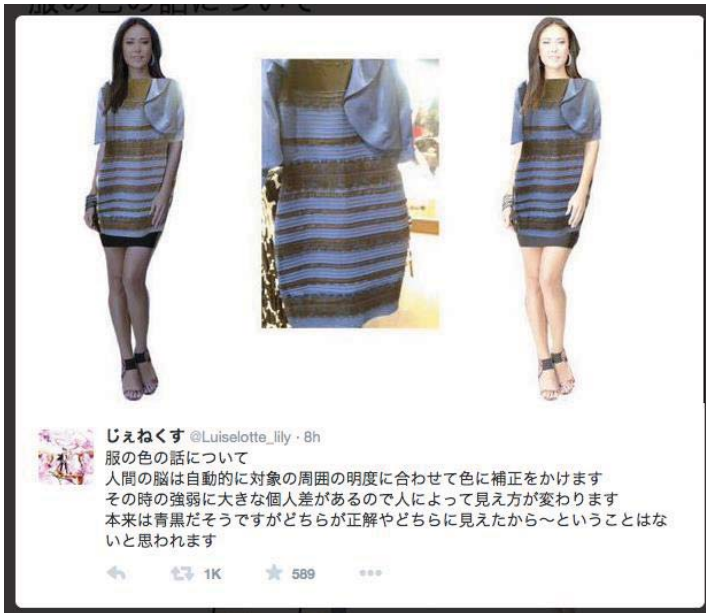 服の色の話について
じぇねくす @Luiselotte_lily · 8h
服の色の話について
人間の脳は自動的に対象の周囲の明度に合わせて色に補正をかけます
その時の強弱に大きな個人差があるので人によって見え方が変わります
本来は青黒だそうですがどちらが正解やどちらに見えたから〜ということはな
いと思われます
1K 589